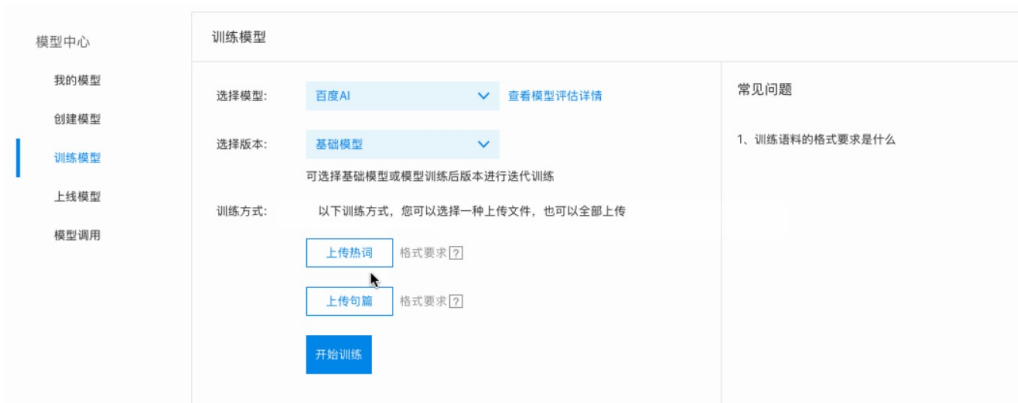 模型中心
我的模型
创建模型
训练模型
上线模型
模型调用
训练模型
选择模型:
百度AI
查看模型评估详情
选择版本:
基础模型
可选择基础模型或模型训练后版本进行迭代训练
训练方式:
以下训练方式，您可以选择一种上传文件，也可以全部上传
上传热词
格式要求?
上传句篇
格式要求?
开始训练
常见问题
1、训练语料的格式要求是什么